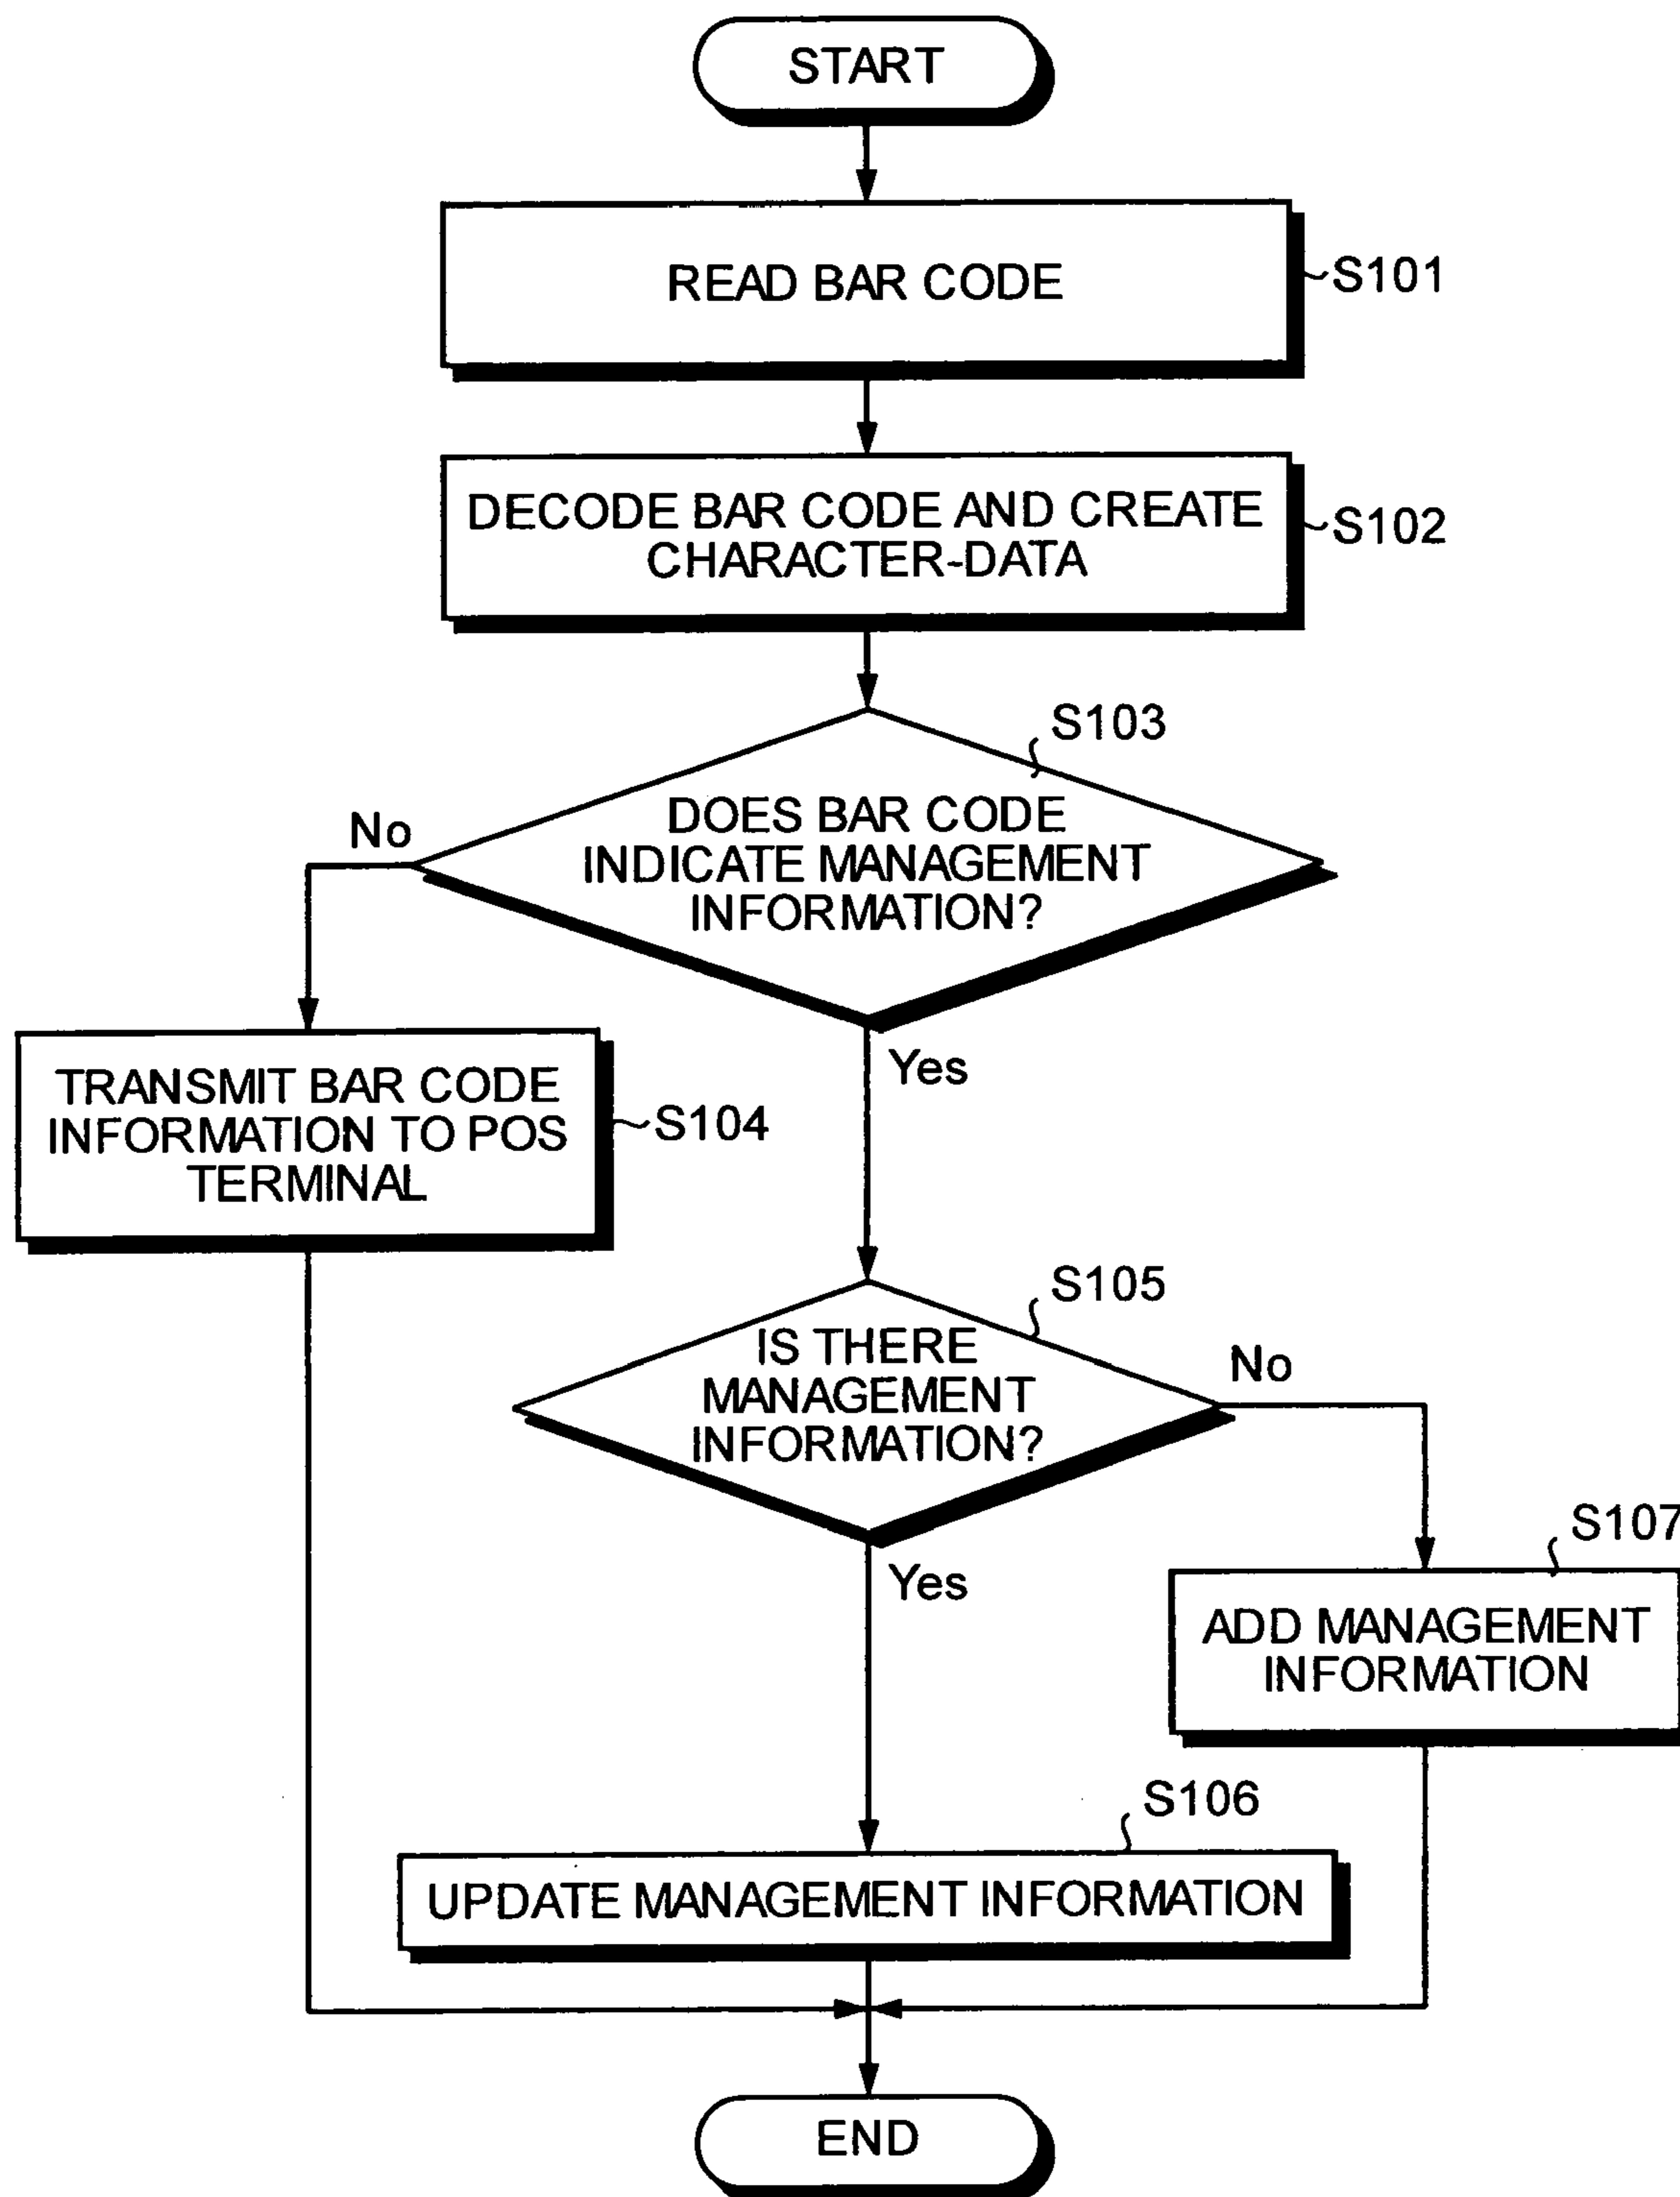 START
READ BAR CODE
S101
DECODE BAR CODE AND CREATE
CHARACTER-DATA
S102
S103
DOES BAR CODE
INDICATE MANAGEMENT
INFORMATION?
No
Yes
TRANSMIT BAR CODE
INFORMATION TO POS
TERMINAL
S104
S105
IS THERE
MANAGEMENT
INFORMATION?
No
Yes
S107
ADD MANAGEMENT
INFORMATION
S106
UPDATE MANAGEMENT INFORMATION
END